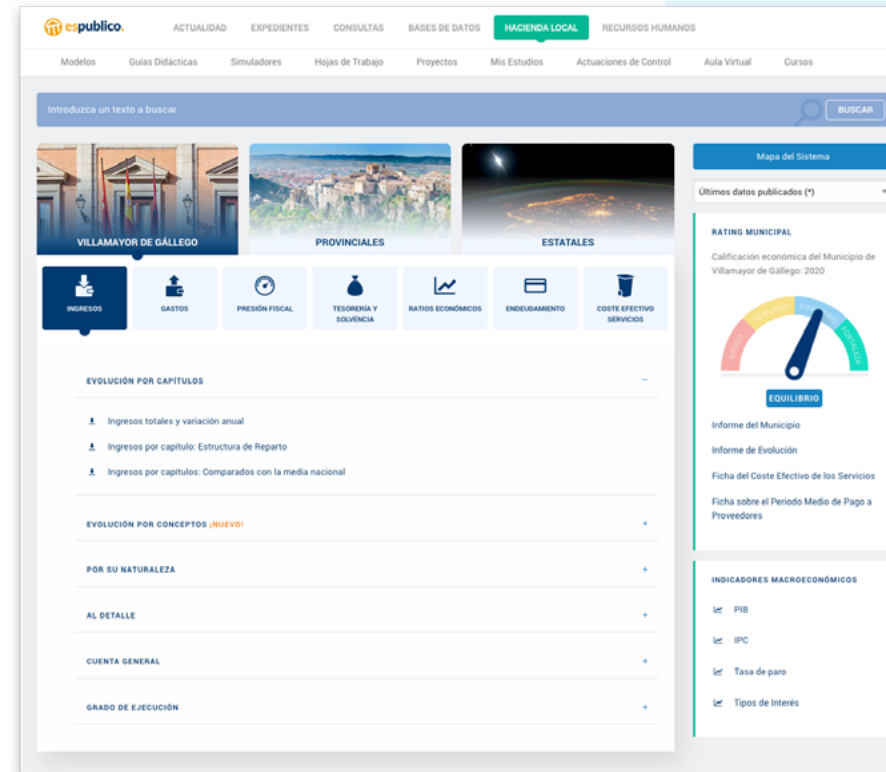 espublico.
ACTUALIDAD EXPEDIENTES CONSULTAS BASES DE DATOS HACIENDA LOCAL RECURSOS HUMANOS
Modelos Guías Didácticas Simuladores Hojas de Trabajo Proyectos Mis Estudios Actuaciones de Control Aula Virtual Cursos
Introduzca un texto a buscar
BUSCAR
VILLAMAYOR DE GÁLLEGO
PROVINCIALES
ESTATALES
INGRESOS
GASTOS
PRESIÓN FISCAL
TESORERÍA Y
SOLVENCIA
RATIOS ECONÓMICOS
ENDEUDAMIENTO
COSTE EFECTIVO
SERVICIOS
EVOLUCIÓN POR CAPÍTULOS −
Ingresos totales y variación anual
Ingresos por capítulo: Estructura de Reparto
Ingresos por capítulos: Comparados con la media nacional
EVOLUCIÓN POR CONCEPTOS ¡NUEVO! +
POR SU NATURALEZA +
AL DETALLE +
CUENTA GENERAL +
GRADO DE EJECUCIÓN +
Mapa del Sistema
Últimos datos publicados (*)
RATING MUNICIPAL
Calificación económica del Municipio de
Villamayor de Gállego: 2020
RIESGO
EQUILIBRIO
FORTALEZA
EQUILIBRIO
Informe del Municipio
Informe de Evolución
Ficha del Coste Efectivo de los Servicios
Ficha sobre el Periodo Medio de Pago a
Proveedores
INDICADORES MACROECONÓMICOS
PIB
IPC
Tasa de paro
Tipos de Interés